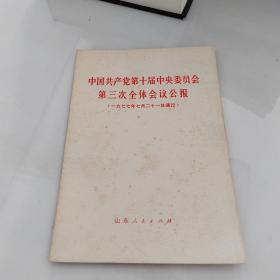 中国共产党第十届中央委员会
第三次全体会议公报
(一九七七年七月二十一日通过)
山东人民出版社